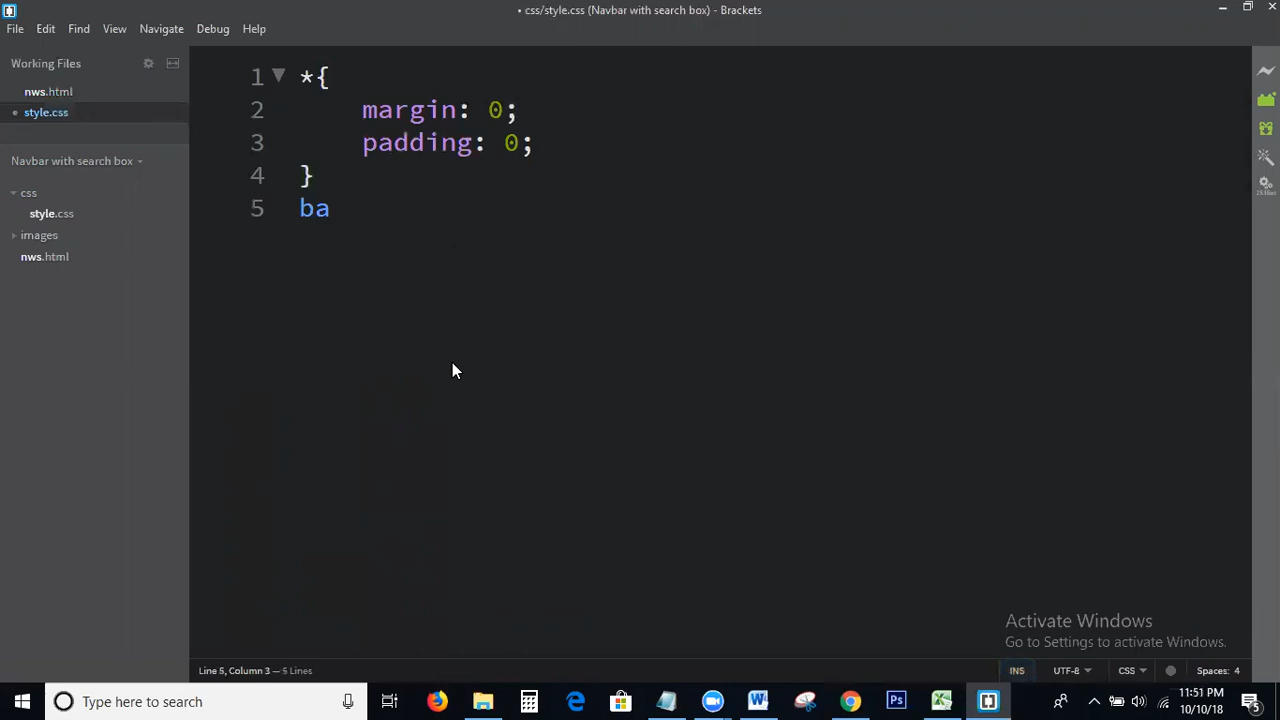 • css/style.css (Navbar with search box) - Brackets
File Edit Find View Navigate Debug Help
Working Files
nws.html
• style.css
Navbar with search box
css
style.css
images
nws.html
1 *{
2 margin: 0;
3 padding: 0;
4 }
5 ba
Activate Windows
Go to Settings to activate Windows.
Line 5, Column 3 — 5 Lines
INS UTF-8 CSS Spaces: 4
Type here to search
11:51 PM
10/10/18
5